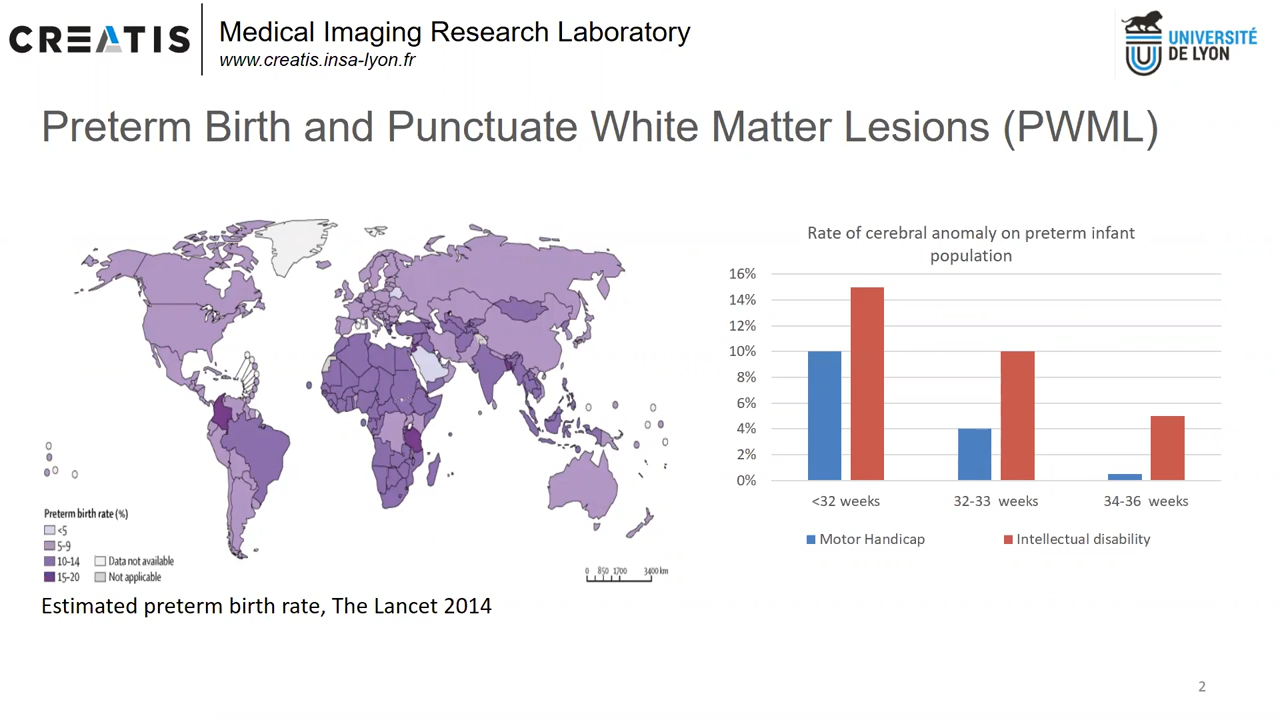 CREATIS
Medical Imaging Research Laboratory
www.creatis.insa-lyon.fr
UNIVERSITÉ
DE LYON
Preterm Birth and Punctuate White Matter Lesions (PWML)
Preterm birth rate (%)
<5
5-9
10-14
Data not available
15-20
Not applicable
0 850 1700 3400 km
Estimated preterm birth rate, The Lancet 2014
Rate of cerebral anomaly on preterm infant
population
16%
14%
12%
10%
8%
6%
4%
2%
0%
<32 weeks
32-33 weeks
34-36 weeks
Motor Handicap
Intellectual disability
2